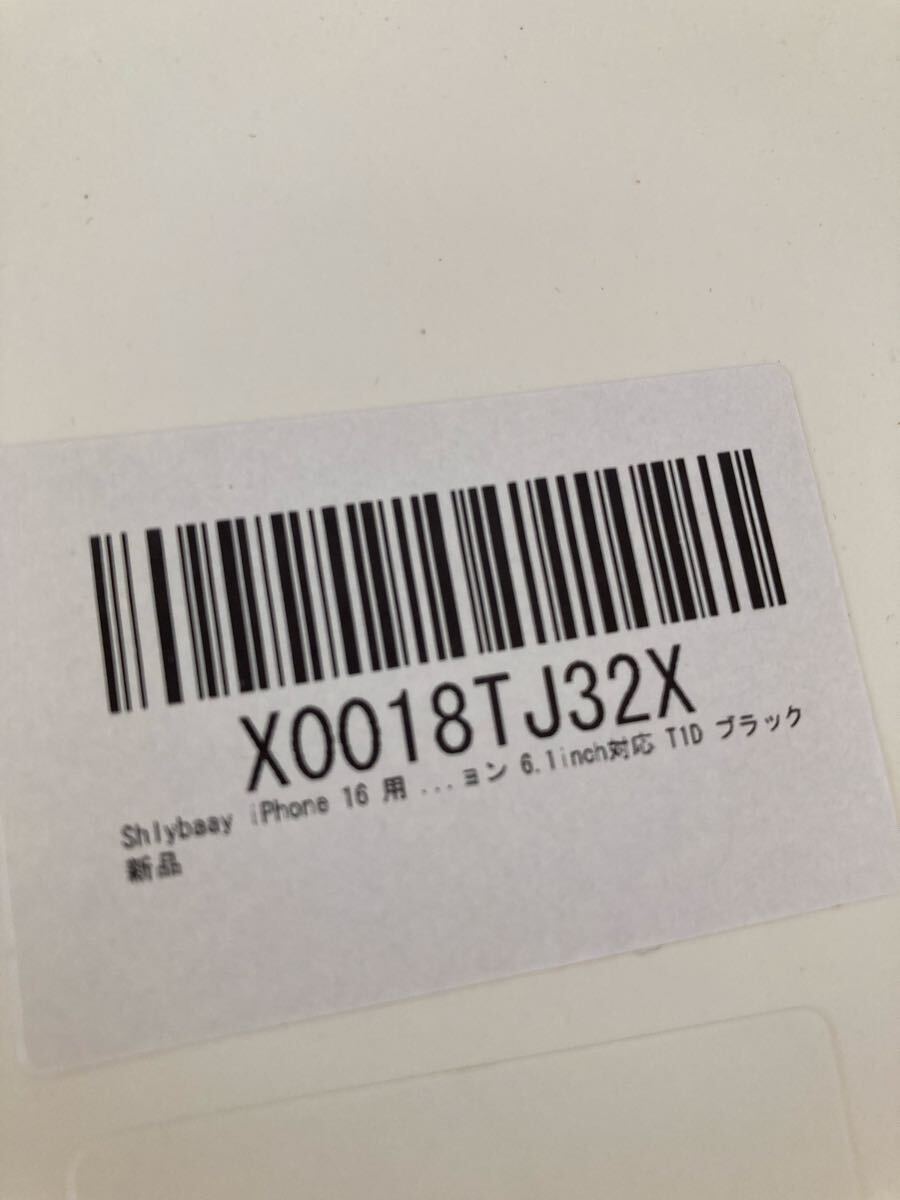 X0018TJ32X
Shlybaay iPhone 16 用 ...ョン 6.1inch対応 T1D ブラック
新品